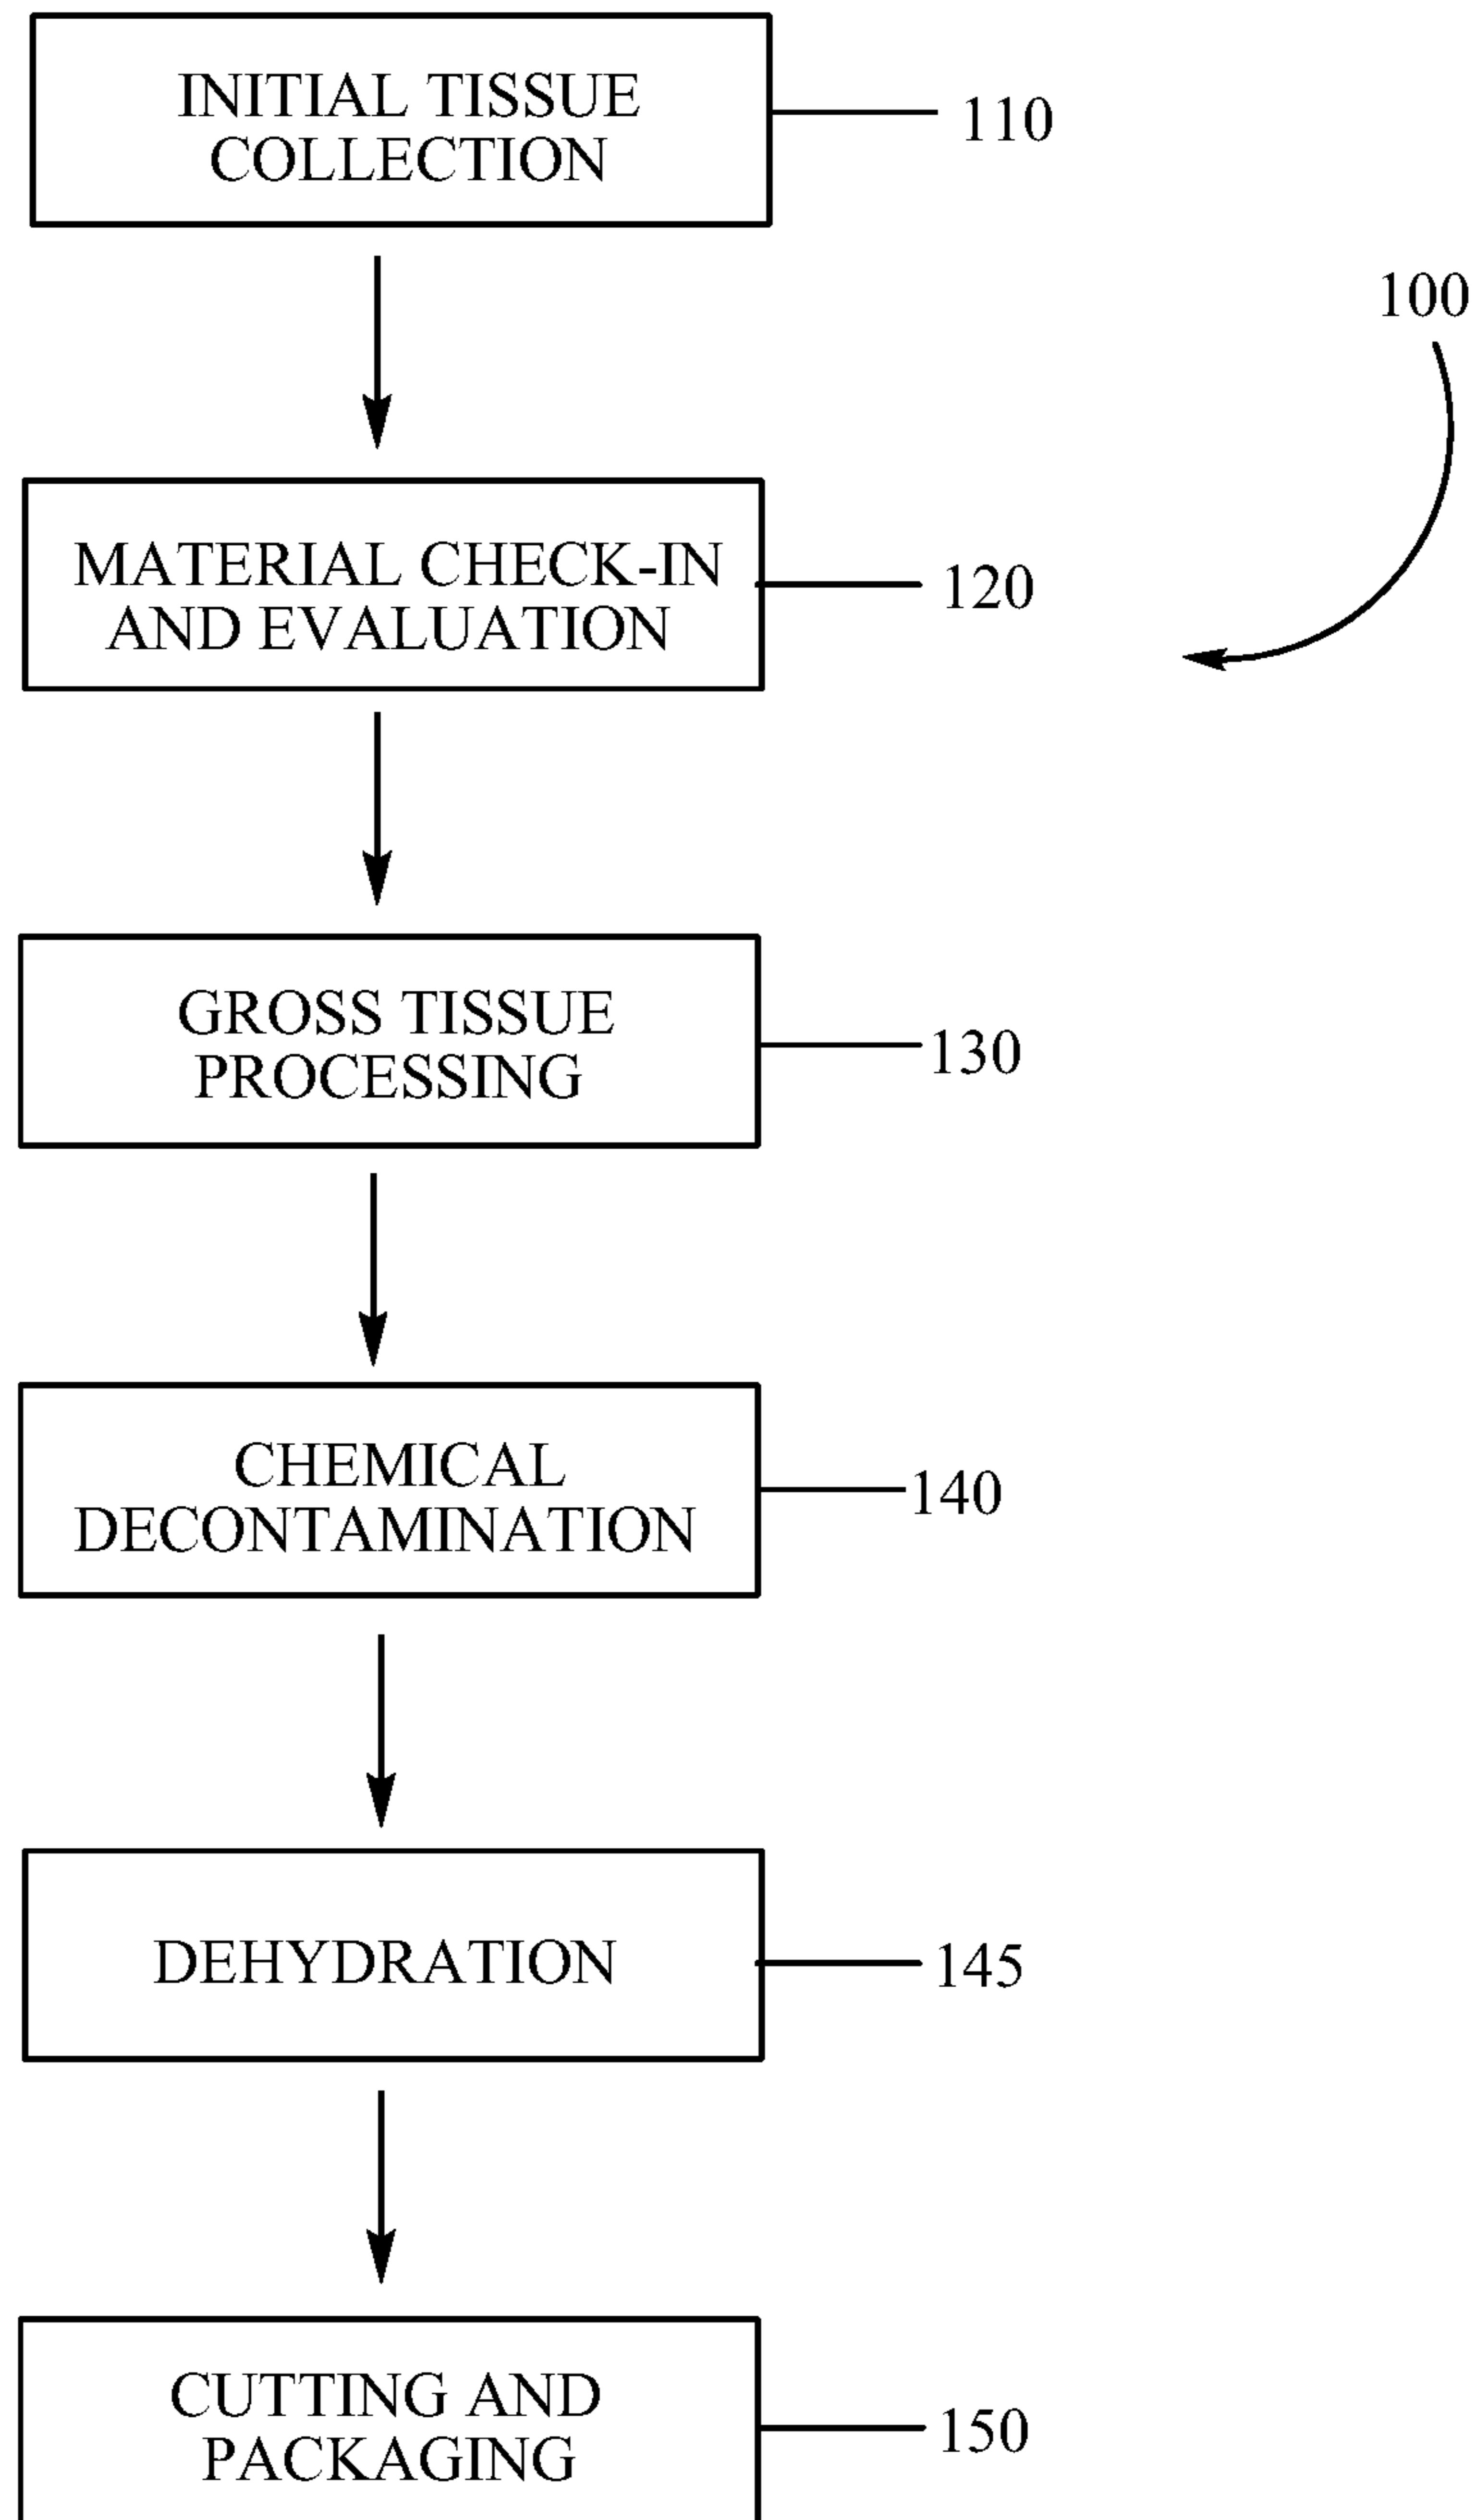 INITIAL TISSUE
COLLECTION
110
100
MATERIAL CHECK-IN
AND EVALUATION
120
GROSS TISSUE
PROCESSING
130
CHEMICAL
DECONTAMINATION
140
DEHYDRATION
145
CUTTING AND
PACKAGING
150